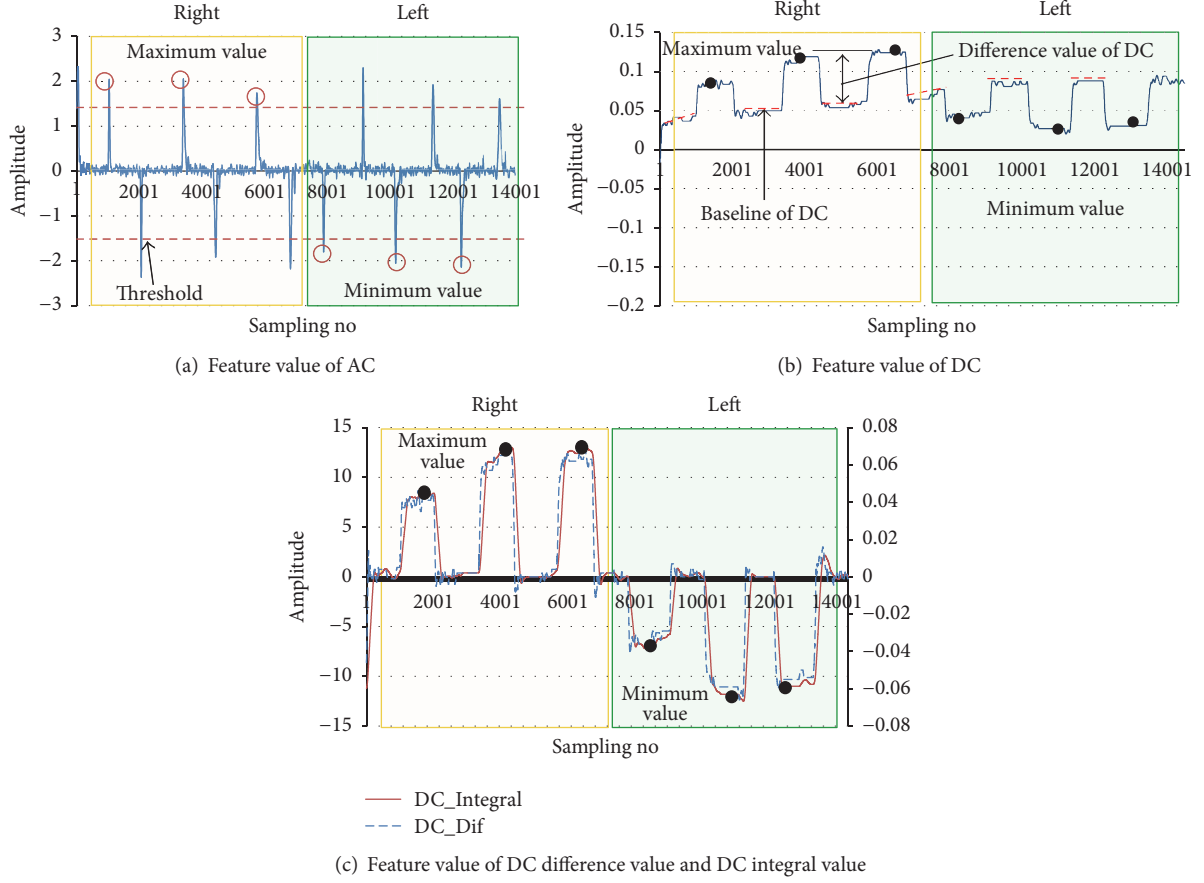 Right Left
3
2
1
0
−1
−2
−3
Amplitude
Maximum value
1 2001 4001 6001 8001 10001 12001 14001
Threshold
Minimum value
Sampling no
(a) Feature value of AC
Right Left
0.15
0.1
0.05
0
−0.05
−0.1
−0.15
−0.2
Amplitude
Maximum value
Difference value of DC
1 2001 4001 6001 8001 10001 12001 14001
Baseline of DC
Minimum value
Sampling no
(b) Feature value of DC
Right Left
15
10
5
0
−5
−10
−15
Amplitude
Maximum
value
1 2001 4001 6001 8001 10001 12001 14001
Minimum
value
0.08
0.06
0.04
0.02
0
−0.02
−0.04
−0.06
−0.08
Sampling no
DC_Integral
DC_Dif
(c) Feature value of DC difference value and DC integral value